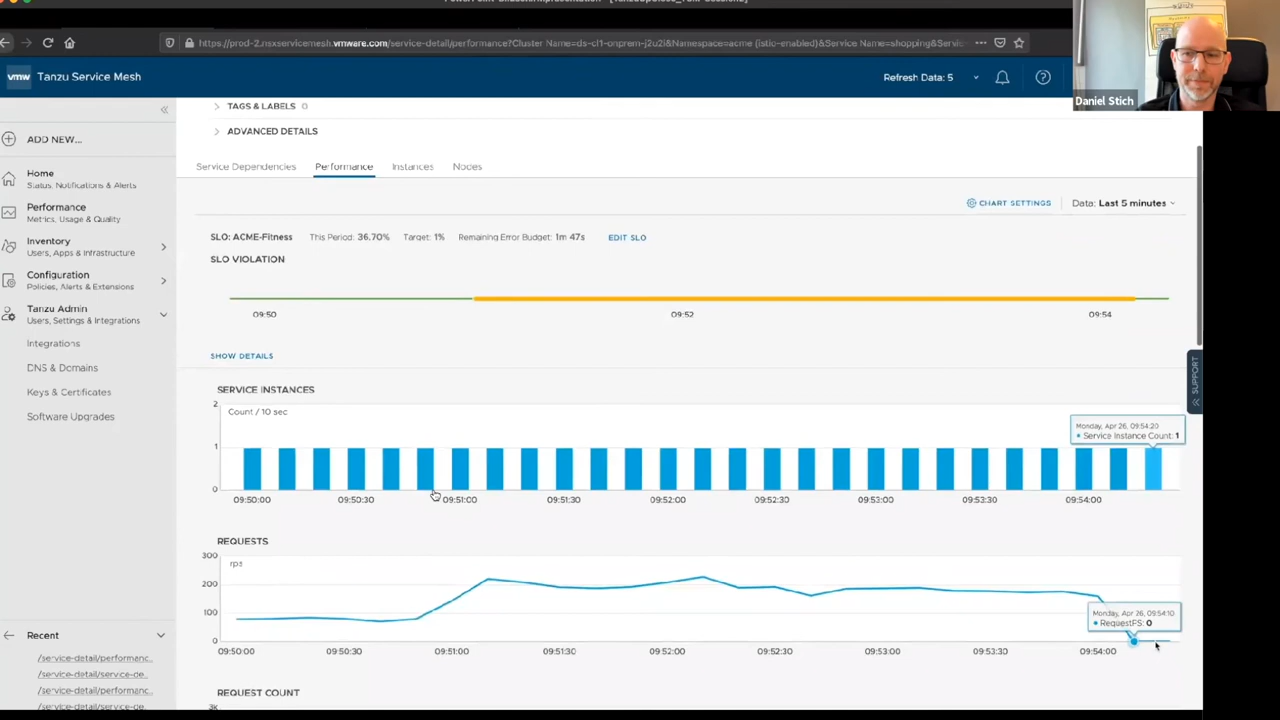 https://prod-2.nsxservicemesh.vmware.com/service-detail/performance?Cluster Name=ds-cl1-onprem-j2u2i&Namespace=acme (istio-enabled)&Service Name=shopping&Servic
vmw Tanzu Service Mesh
Refresh Data: 5
Daniel Stich
TAGS & LABELS 0
ADVANCED DETAILS
ADD NEW...
Home
Status, Notifications & Alerts
Performance
Metrics, Usage & Quality
Inventory
Users, Apps & Infrastructure
Configuration
Policies, Alerts & Extensions
Tanzu Admin
Users, Settings & Integrations
Integrations
DNS & Domains
Keys & Certificates
Software Upgrades
Recent
/service-detail/performanc..
/service-detail/service-de..
/service-detail/performanc..
/service-detail/service-de..
Service Dependencies Performance Instances Nodes
CHART SETTINGS Data: Last 5 minutes
SLO: ACME-Fitness This Period: 36.70% Target: 1% Remaining Error Budget: 1m 47s EDIT SLO
SLO VIOLATION
09:50 09:52 09:54
SHOW DETAILS
SERVICE INSTANCES
2
Count / 10 sec
1
0
Monday, Apr 26, 09:54:20
Service Instance Count: 1
09:50:00 09:50:30 09:51:00 09:51:30 09:52:00 09:52:30 09:53:00 09:53:30 09:54:00
REQUESTS
300
rps
200
100
0
Monday, Apr 26, 09:54:10
RequestPS: 0
09:50:00 09:50:30 09:51:00 09:51:30 09:52:00 09:52:30 09:53:00 09:53:30 09:54:00
REQUEST COUNT
3k
SUPPORT